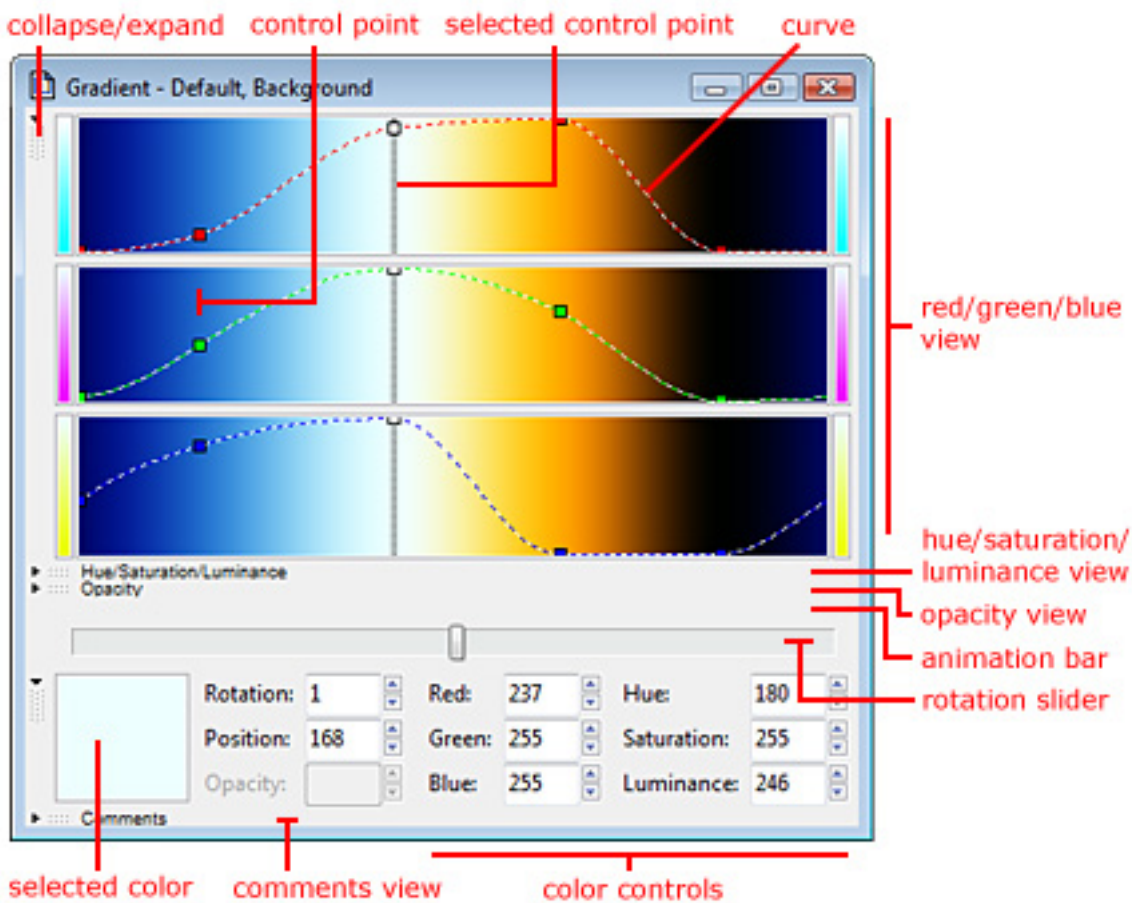 collapse/expand control point selected control point curve
Gradient - Default, Background
red/green/blue
view
hue/saturation/
luminance view
Hue/Saturation/Luminance
Opacity
opacity view
animation bar
rotation slider
Rotation: 1 Red: 237 Hue: 180
Position: 168 Green: 255 Saturation: 255
Opacity: Blue: 255 Luminance: 246
Comments
selected color comments view color controls